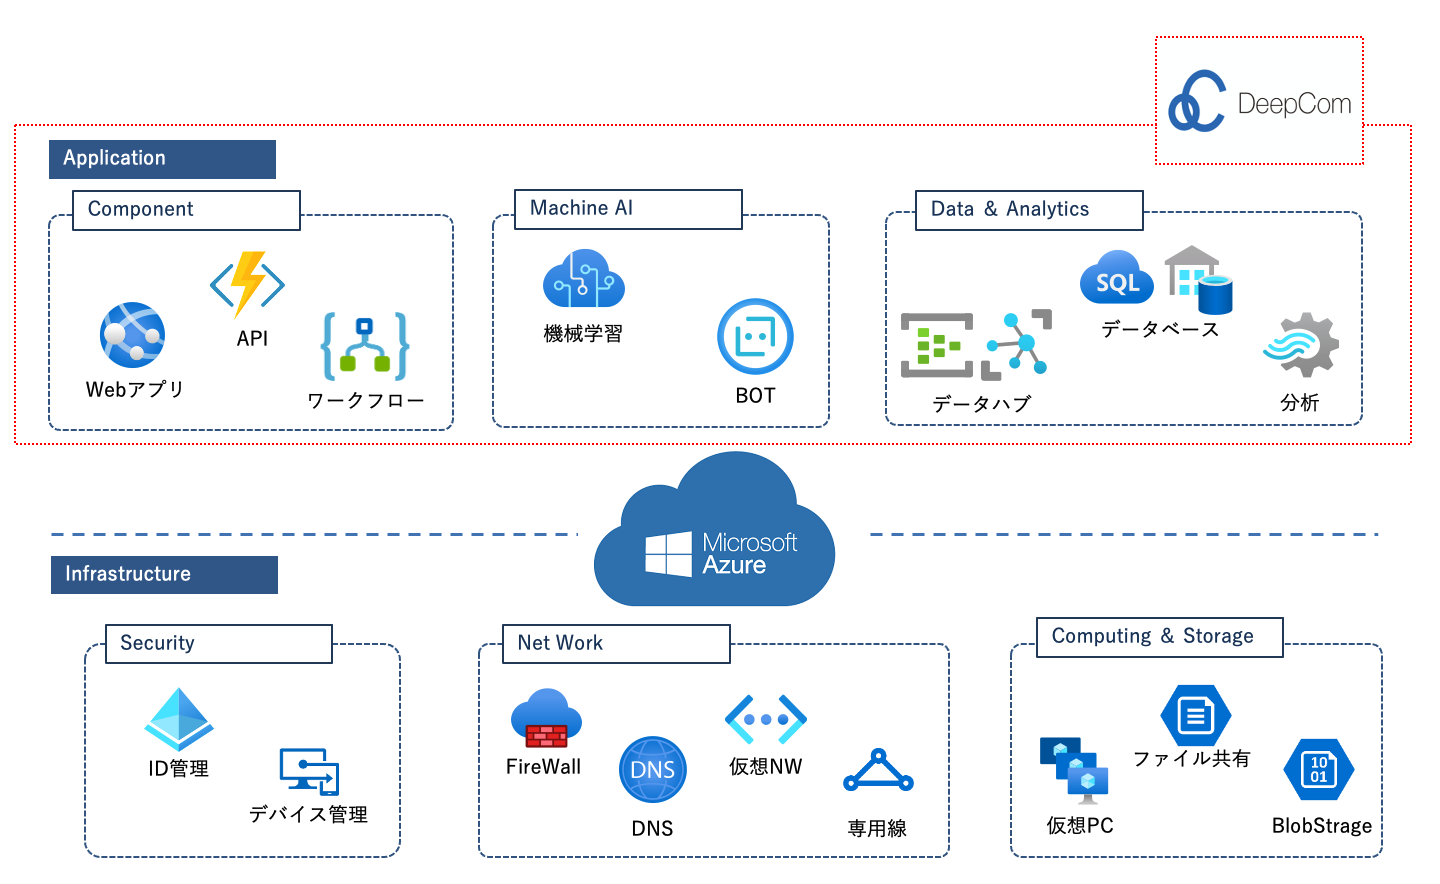 DeepCom
Application
Component
Webアプリ
API
ワークフロー
Machine AI
機械学習
BOT
Data & Analytics
データハブ
SQL
データベース
分析
Microsoft
Azure
Infrastructure
Security
ID管理
デバイス管理
Net Work
FireWall
DNS
DNS
仮想NW
専用線
Computing & Storage
仮想PC
ファイル共有
10
01
BlobStrage